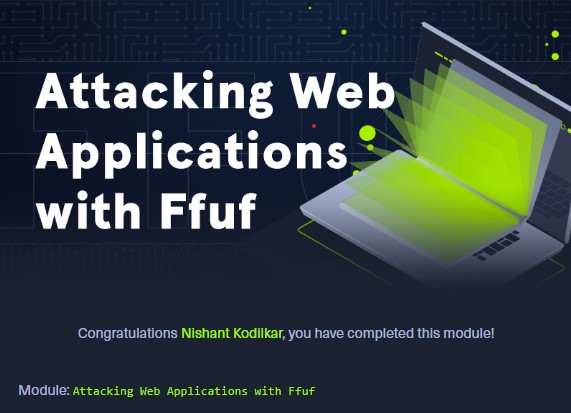 Attacking Web
Applications
with Ffuf
Congratulations Nishant Kodilkar, you have completed this module!
Module: Attacking Web Applications with Ffuf